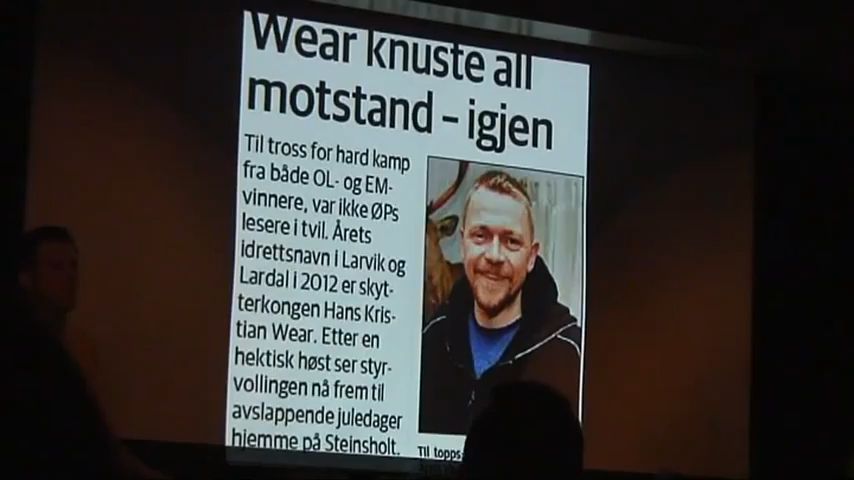 Wear knuste all
motstand – igjen
Til tross for hard kamp
fra både OL- og EM-
vinnere, var ikke ØPs
lesere i tvil. Årets
idrettsnavn i Larvik og
Lardal i 2012 er skyt-
terkongen Hans Kris-
tian Wear. Etter en
hektisk høst ser styr-
vollingen nå frem til
avslappende juledager
hjemme på Steinsholt.
Til topps